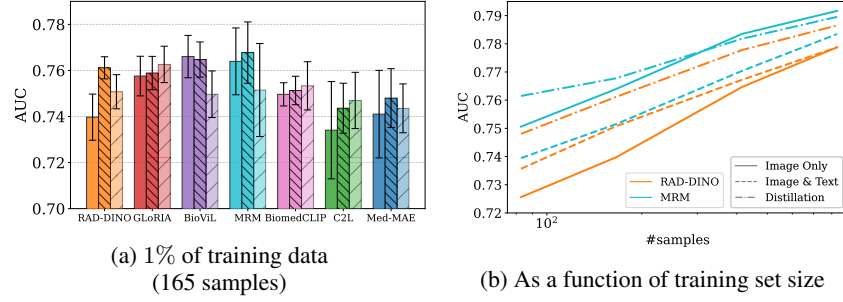 AUC
0.78
0.76
0.74
0.72
0.70
RAD-DINO GLoRIA BioViL MRM BiomedCLIP C2L Med-MAE
(a) 1% of training data
(165 samples)
AUC
0.79
0.78
0.77
0.76
0.75
0.74
0.73
0.72
RAD-DINO
MRM
Image Only
Image & Text
Distillation
10²
#samples
(b) As a function of training set size